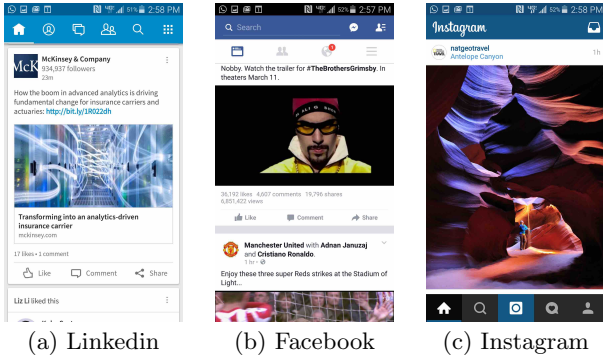 51% 2:58 PM
McK
McKinsey & Company
934,937 followers
23m
How the boom in advanced analytics is driving
fundamental change for insurance carriers and
actuaries: http://bit.ly/1R022dh
Transforming into an analytics-driven
insurance carrier
mckinsey.com
17 likes • 1 comment
Like Comment Share
Liz Li liked this
(a) Linkedin
52% 2:57 PM
Search
Nobby. Watch the trailer for #TheBrothersGrimsby. In
theaters March 11.
ALI
36,192 likes 4,607 comments 19,796 shares
6,851,422 views
Like Comment Share
Manchester United with Adnan Januzaj
and Cristiano Ronaldo.
1 hr •
Enjoy these three super Reds strikes at the Stadium of
Light...
(b) Facebook
51% 2:58 PM
Instagram
natgeotravel
Antelope Canyon
1h
(c) Instagram